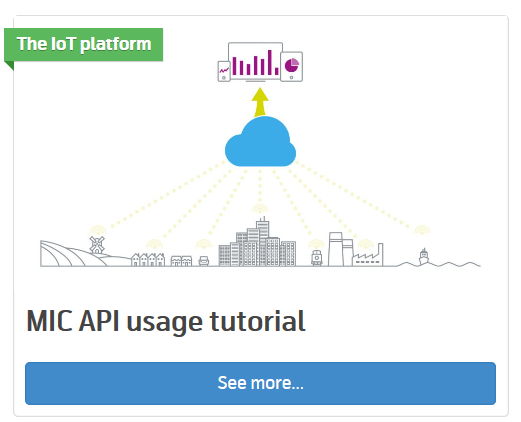 The IoT platform
MIC API usage tutorial
See more...